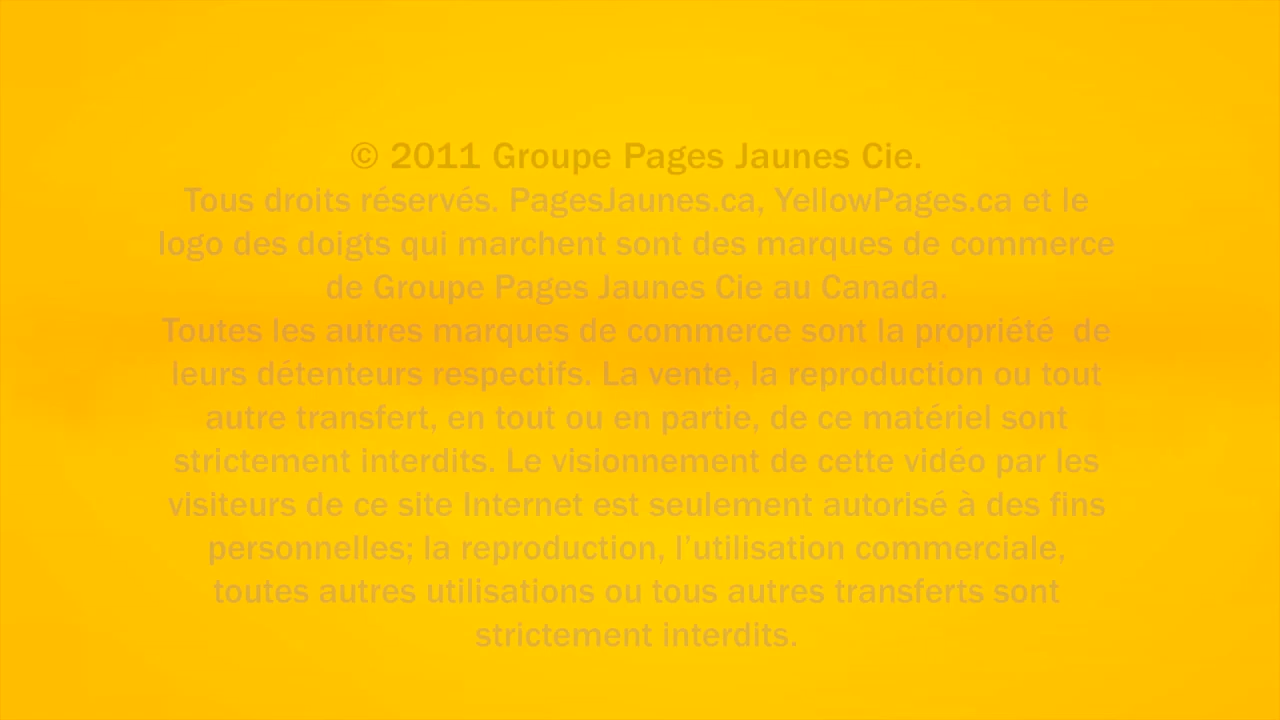 © 2011 Groupe Pages Jaunes Cie.
Tous droits réservés. PagesJaunes.ca, YellowPages.ca et le
logo des doigts qui marchent sont des marques de commerce
de Groupe Pages Jaunes Cie au Canada.
Toutes les autres marques de commerce sont la propriété  de
leurs détenteurs respectifs. La vente, la reproduction ou tout
autre transfert, en tout ou en partie, de ce matériel sont
strictement interdits. Le visionnement de cette vidéo par les
visiteurs de ce site Internet est seulement autorisé à des fins
personnelles; la reproduction, l’utilisation commerciale,
toutes autres utilisations ou tous autres transferts sont
strictement interdits.